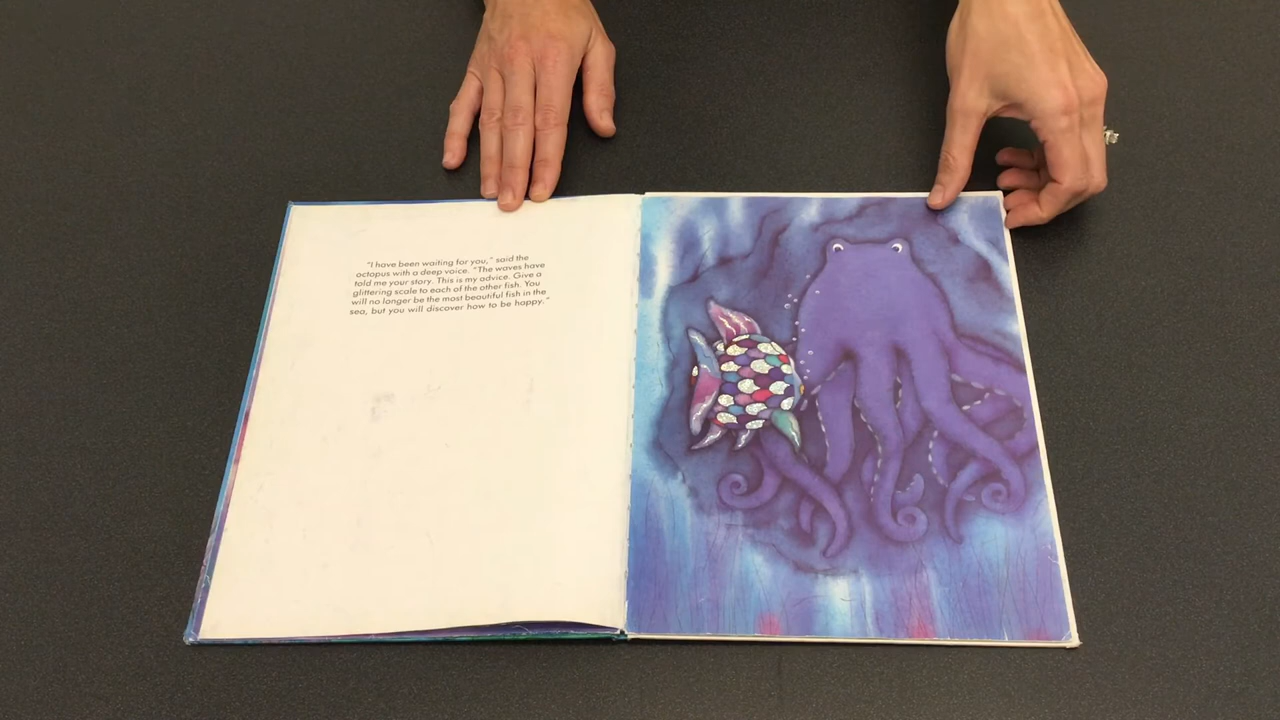 "I have been waiting for you," said the
octopus with a deep voice. "The waves have
told me your story. This is my advice. Give a
glittering scale to each of the other fish. You
will no longer be the most beautiful fish in the
sea, but you will discover how to be happy."